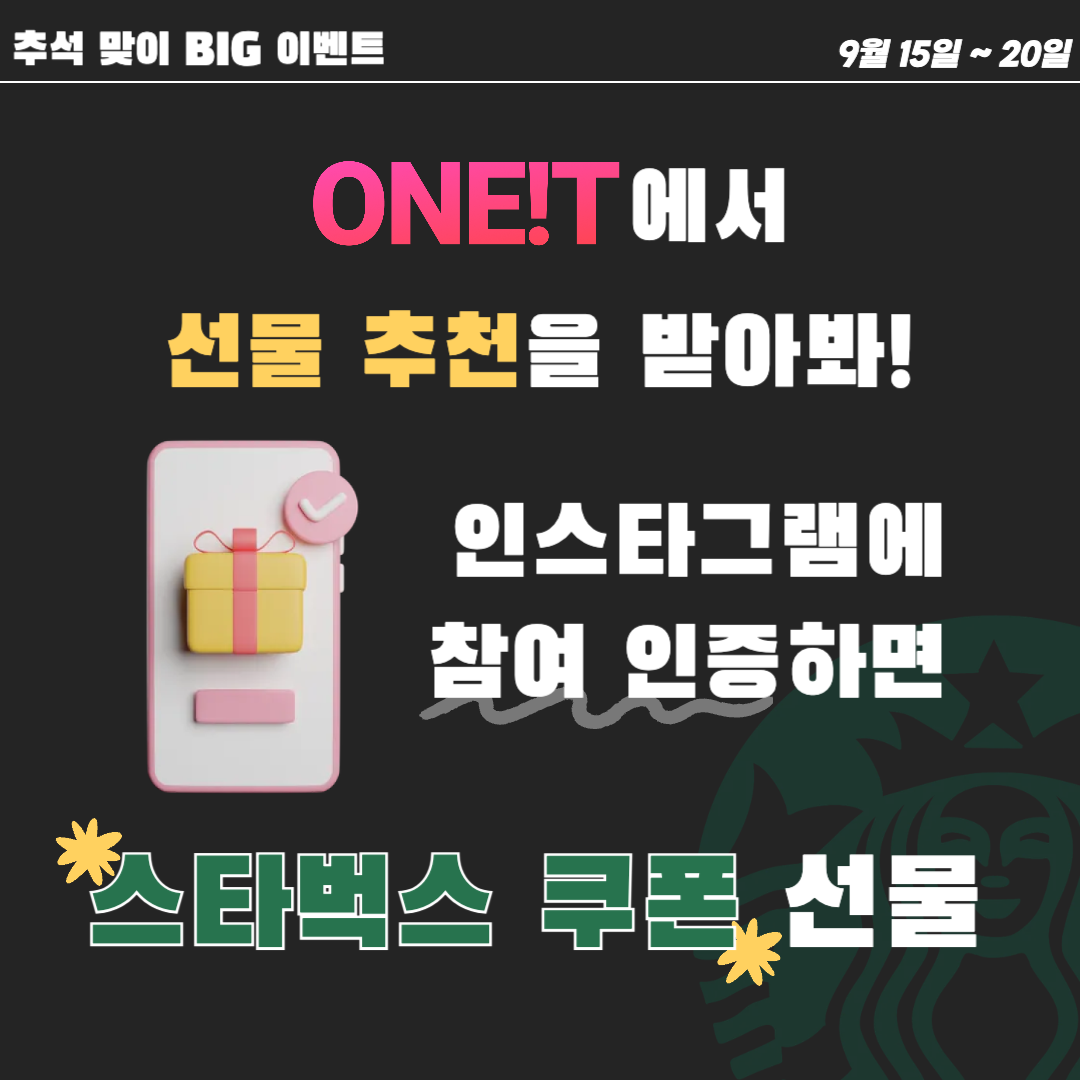 추석 맞이 BIG 이벤트
9월 15일 ~ 20일
ONE!T에서
선물 추천을 받아봐!
인스타그램에
참여 인증하면
스타벅스 쿠폰 선물